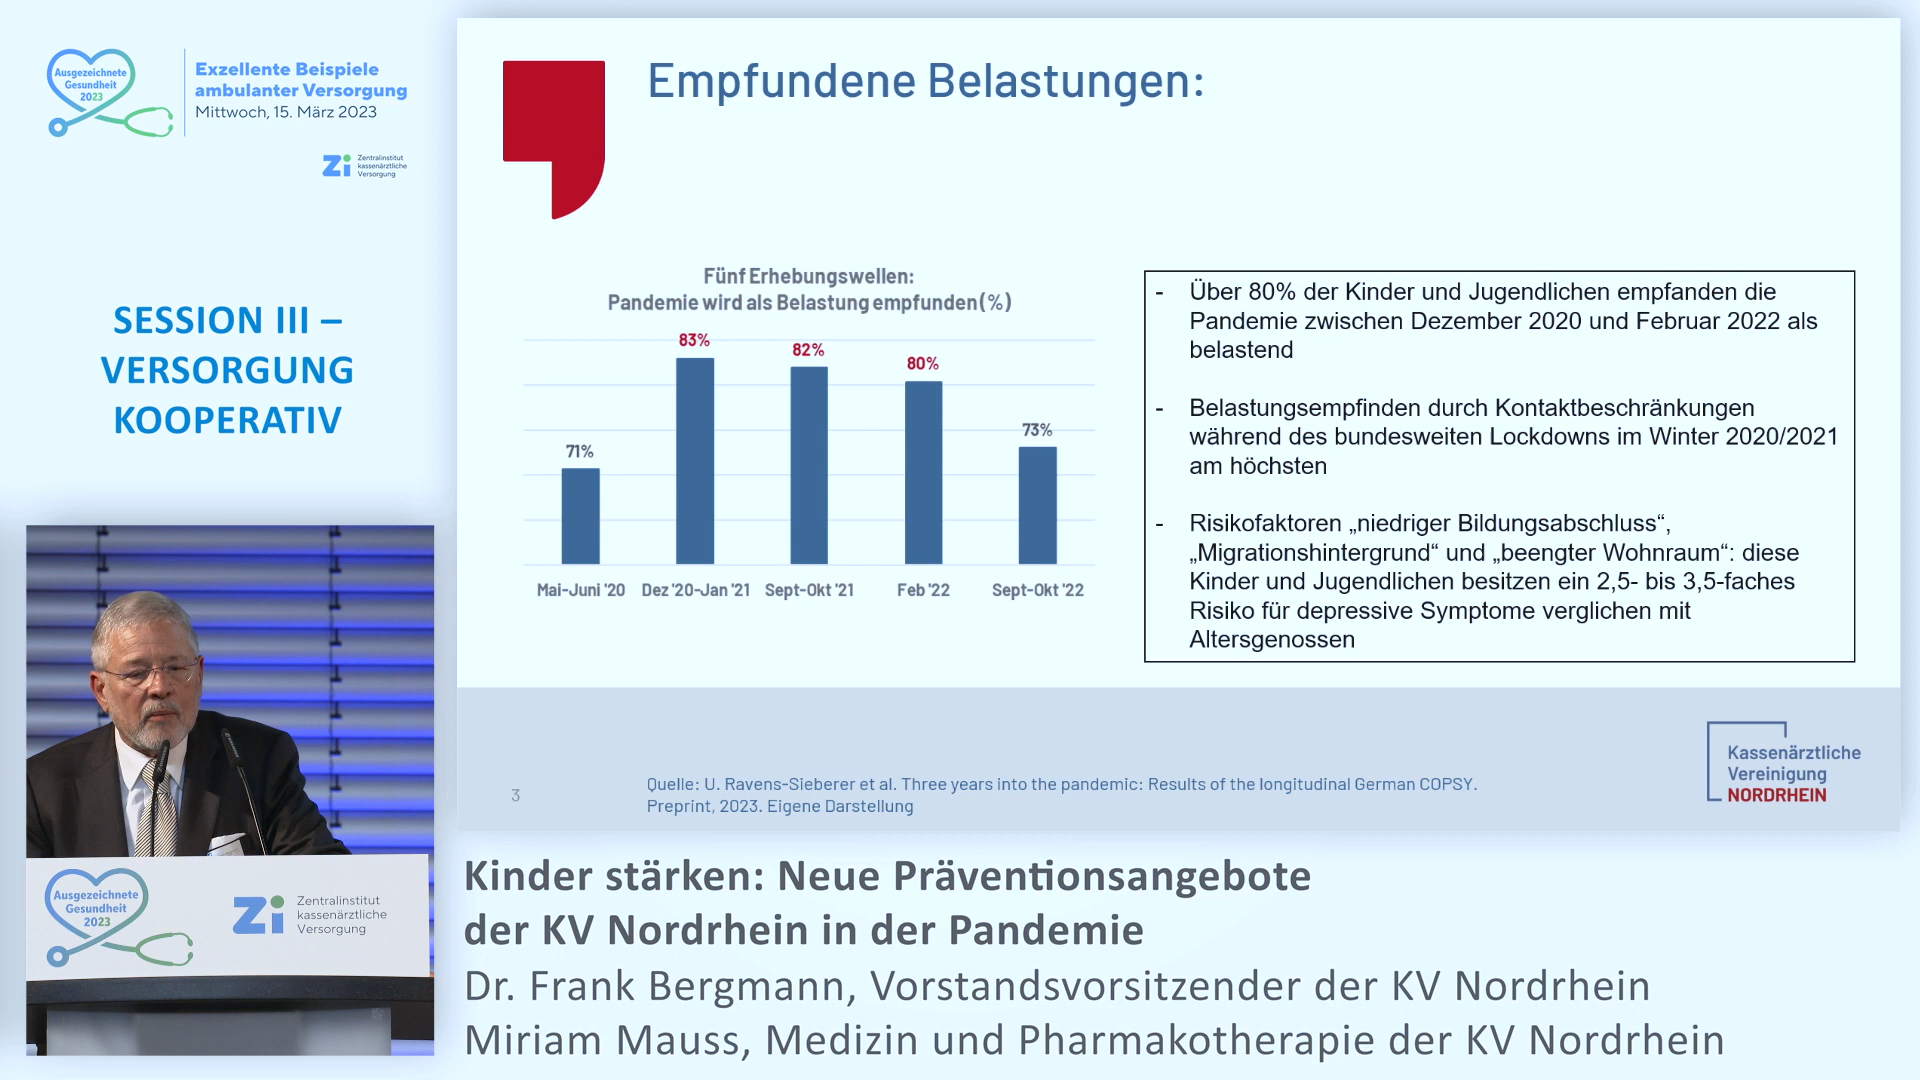 Ausgezeichnete
Gesundheit
2023
Exzellente Beispiele
ambulanter Versorgung
Mittwoch, 15. März 2023
Zi
Zentralinstitut
kassenärztliche
Versorgung
SESSION III –
VERSORGUNG
KOOPERATIV
Empfundene Belastungen:
Fünf Erhebungswellen:
Pandemie wird als Belastung empfunden (%)
71%
83%
82%
80%
73%
Mai-Juni '20
Dez '20-Jan '21
Sept-Okt '21
Feb '22
Sept-Okt '22
- Über 80% der Kinder und Jugendlichen empfanden die
Pandemie zwischen Dezember 2020 und Februar 2022 als
belastend
- Belastungsempfinden durch Kontaktbeschränkungen
während des bundesweiten Lockdowns im Winter 2020/2021
am höchsten
- Risikofaktoren „niedriger Bildungsabschluss“,
„Migrationshintergrund“ und „beengter Wohnraum“: diese
Kinder und Jugendlichen besitzen ein 2,5- bis 3,5-faches
Risiko für depressive Symptome verglichen mit
Altersgenossen
3
Quelle: U. Ravens-Sieberer et al. Three years into the pandemic: Results of the longitudinal German COPSY.
Preprint, 2023. Eigene Darstellung
Kassenärztliche
Vereinigung
NORDRHEIN
Ausgezeichnete
Gesundheit
2023
Zi
Zentralinstitut
kassenärztliche
Versorgung
Kinder stärken: Neue Präventionsangebote
der KV Nordrhein in der Pandemie
Dr. Frank Bergmann, Vorstandsvorsitzender der KV Nordrhein
Miriam Mauss, Medizin und Pharmakotherapie der KV Nordrhein